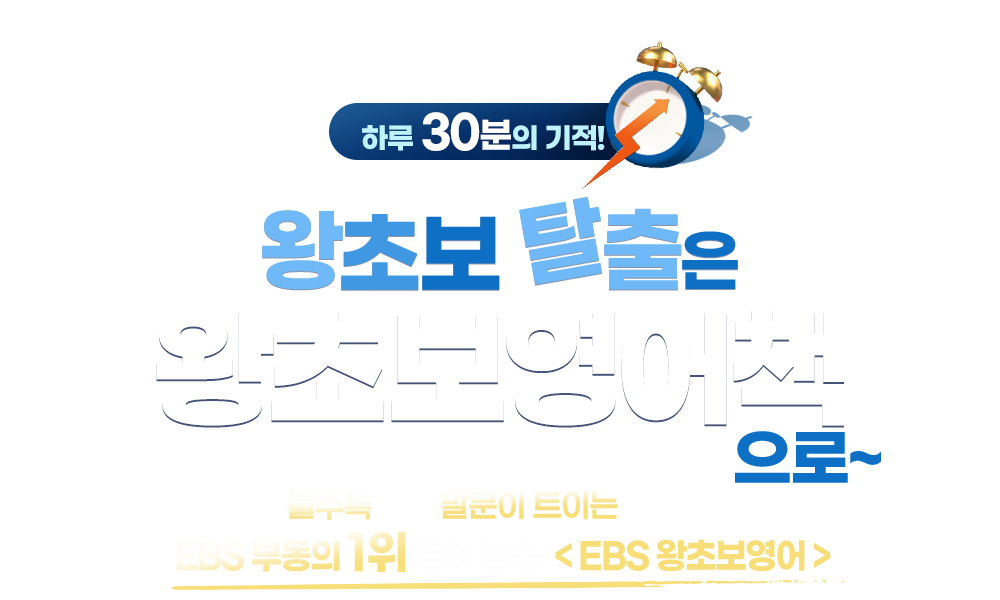 하루 30분의 기적!
왕초보 탈출은
왕초보영어책
으로~
볼수록 말문이 트이는
EBS 부동의 1위 < EBS 왕초보영어 >